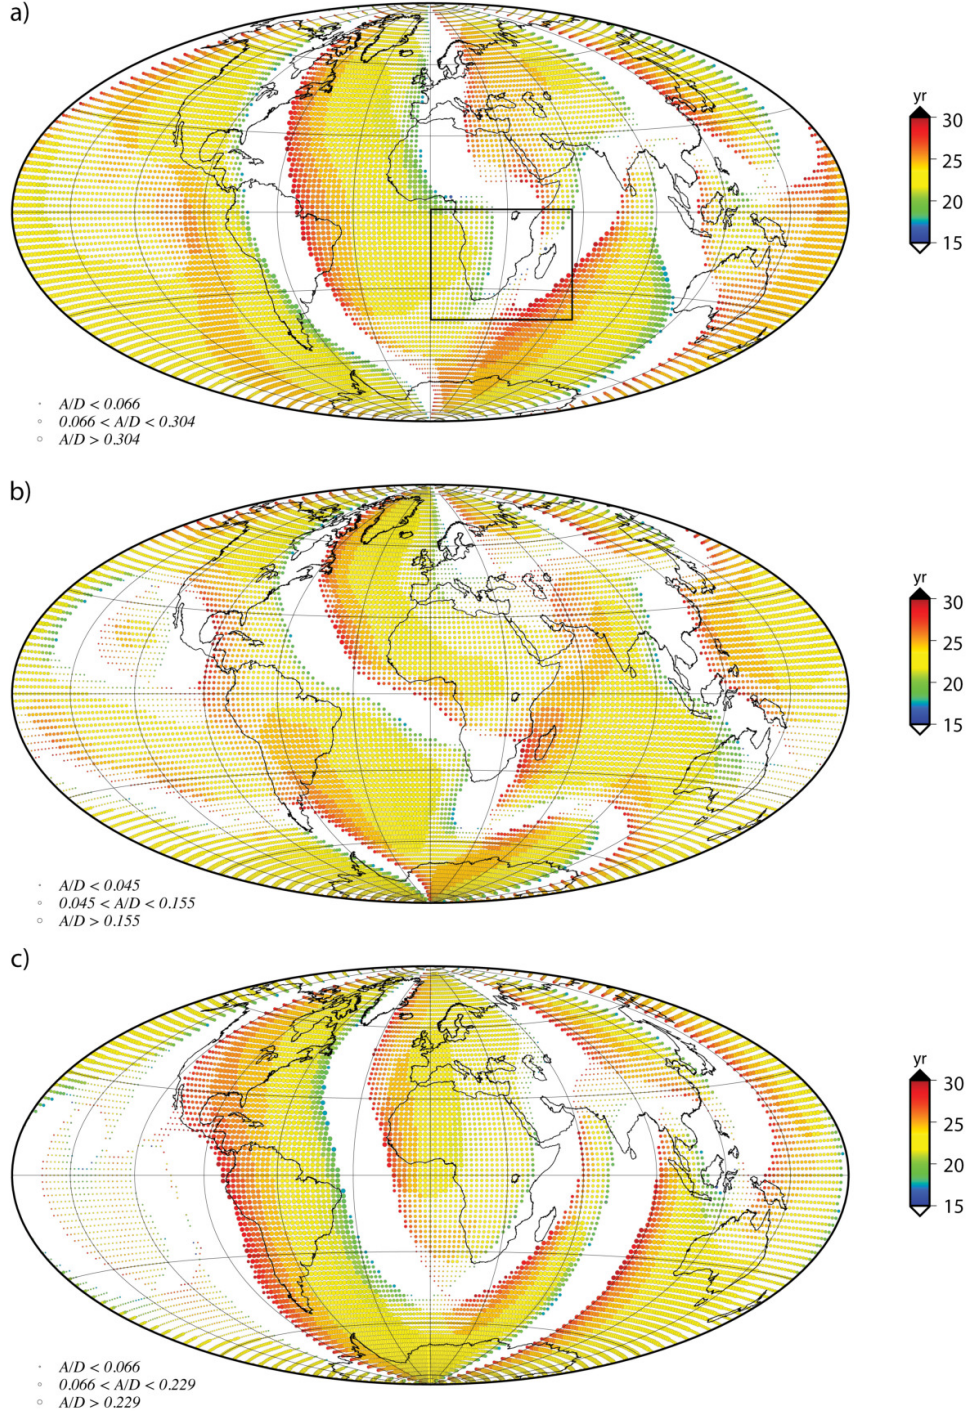 a)
yr
30
25
20
15
A/D < 0.066
0.066 < A/D < 0.304
A/D > 0.304
b)
yr
30
25
20
15
A/D < 0.045
0.045 < A/D < 0.155
A/D > 0.155
c)
yr
30
25
20
15
A/D < 0.066
0.066 < A/D < 0.229
A/D > 0.229